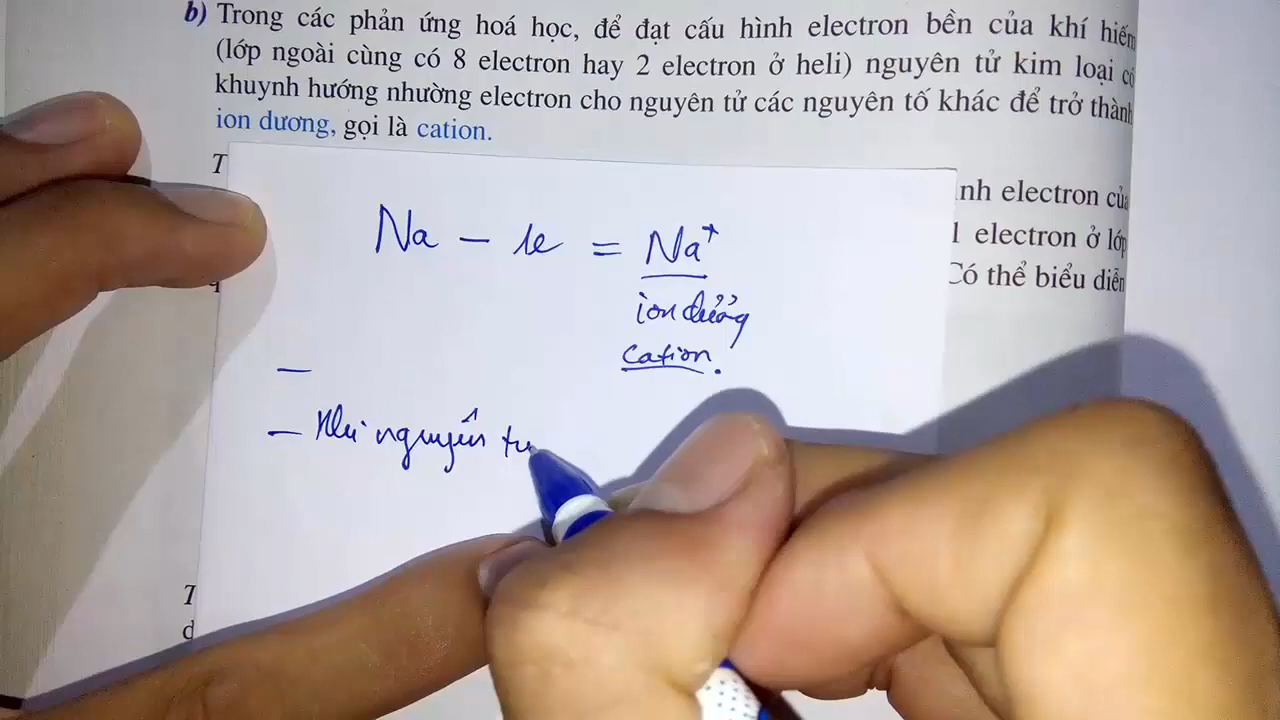 b) Trong các phản ứng hoá học, để đạt cấu hình electron bền của khí hiếm
(lớp ngoài cùng có 8 electron hay 2 electron ở heli) nguyên tử kim loại có
khuynh hướng nhường electron cho nguyên tử các nguyên tố khác để trở thành
ion dương, gọi là cation.
T
nh electron của
1 electron ở lớp
Có thể biểu diễn
Na - 1e = Na⁺
ion dương
Cation.
-
- Khi nguyên tư
T
d